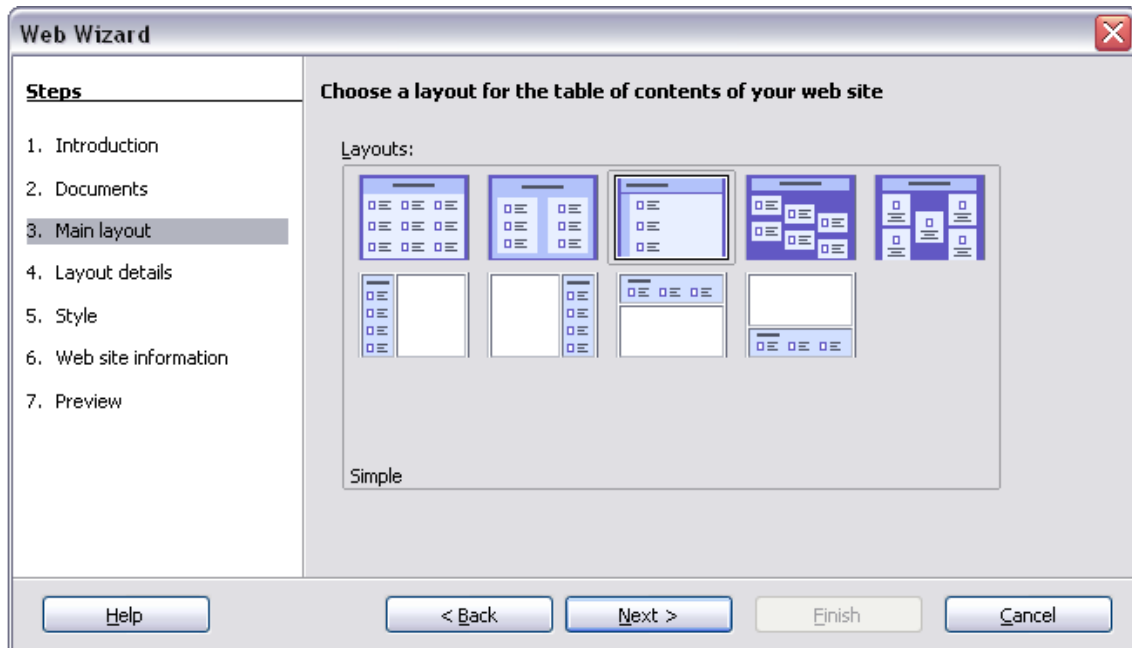 Web Wizard
Steps
1. Introduction
2. Documents
3. Main layout
4. Layout details
5. Style
6. Web site information
7. Preview
Choose a layout for the table of contents of your web site
Layouts:
Simple
Help
< Back
Next >
Finish
Cancel